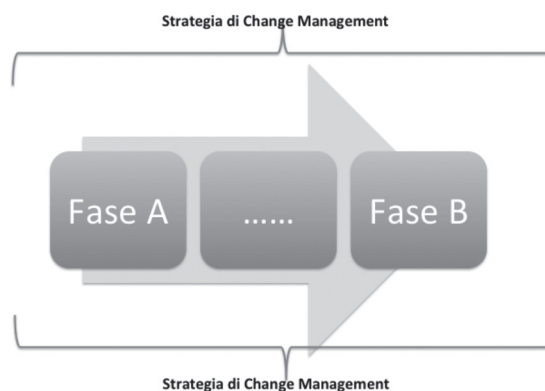 Strategia di Change Management
Fase A
......
Fase B
Strategia di Change Management